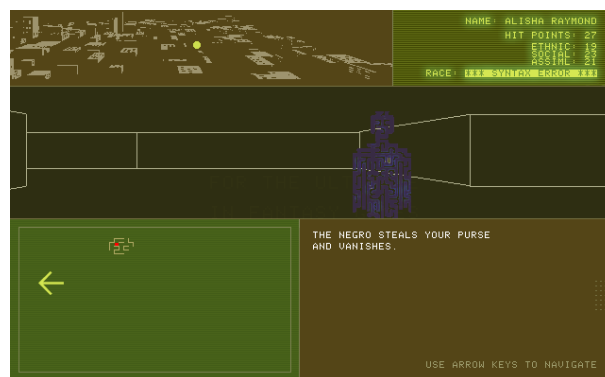 NAME: ALISHA RAYMOND
HIT POINTS: 27
ETHNIC: 19
SOCIAL: 23
ASSIML: 21
RACE: *** SYNTAX ERROR ***
THE NEGRO STEALS YOUR PURSE
AND VANISHES.
USE ARROW KEYS TO NAVIGATE